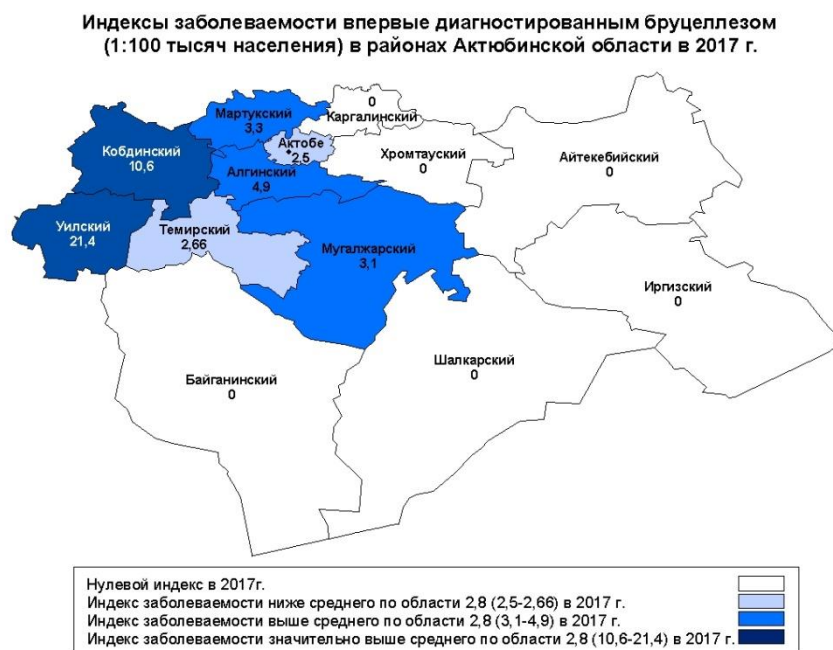 Индексы заболеваемости впервые диагностированным бруцеллезом
(1:100 тысяч населения) в районах Актюбинской области в 2017 г.
0
Каргалинский
Мартукский
3,3
Актобе
2,5
Кобдинский
10,6
Хромтауский
0
Айтекебийский
0
Алгинский
4,9
Уилский
21,4
Темирский
2,66
Мугалжарский
3,1
Иргизский
0
Шалкарский
0
Байганинский
0
Нулевой индекс в 2017г.
Индекс заболеваемости ниже среднего по области 2,8 (2,5-2,66) в 2017 г.
Индекс заболеваемости выше среднего по области 2,8 (3,1-4,9) в 2017 г.
Индекс заболеваемости значительно выше среднего по области 2,8 (10,6-21,4) в 2017 г.